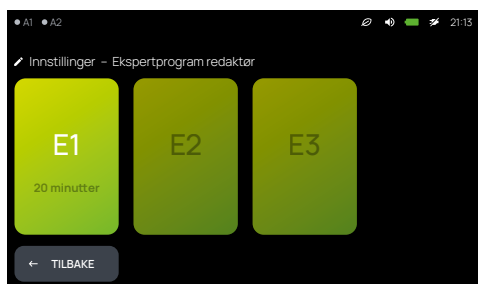 A1 A2 21:13
Innstillinger – Ekspertprogram redaktør
E1 E2 E3
20 minutter
← TILBAKE